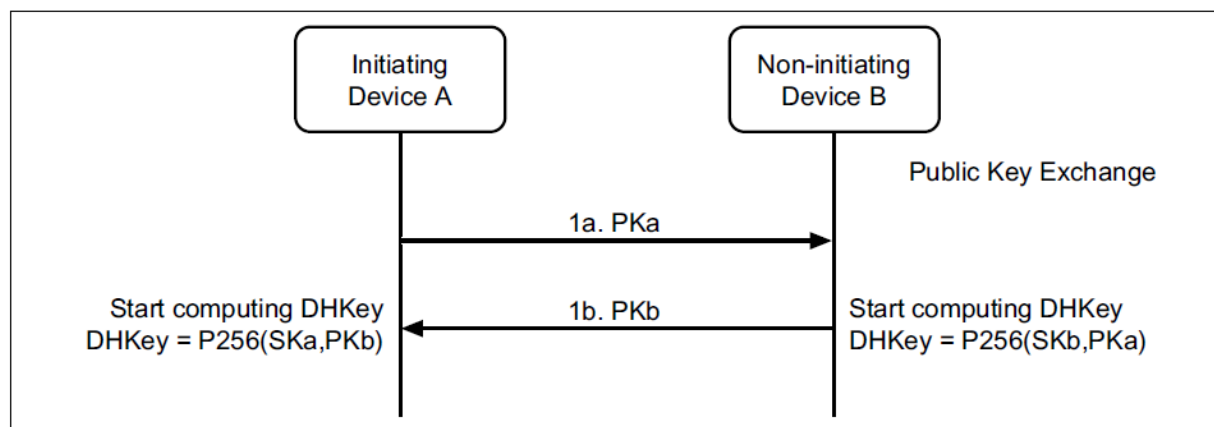 Initiating
Device A
Non-initiating
Device B
Public Key Exchange
1a. PKa
Start computing DHKey
DHKey = P256(SKa,PKb)
1b. PKb
Start computing DHKey
DHKey = P256(SKb,PKa)